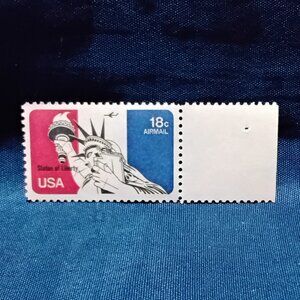 18c
AIRMAIL
Statue of Liberty
USA